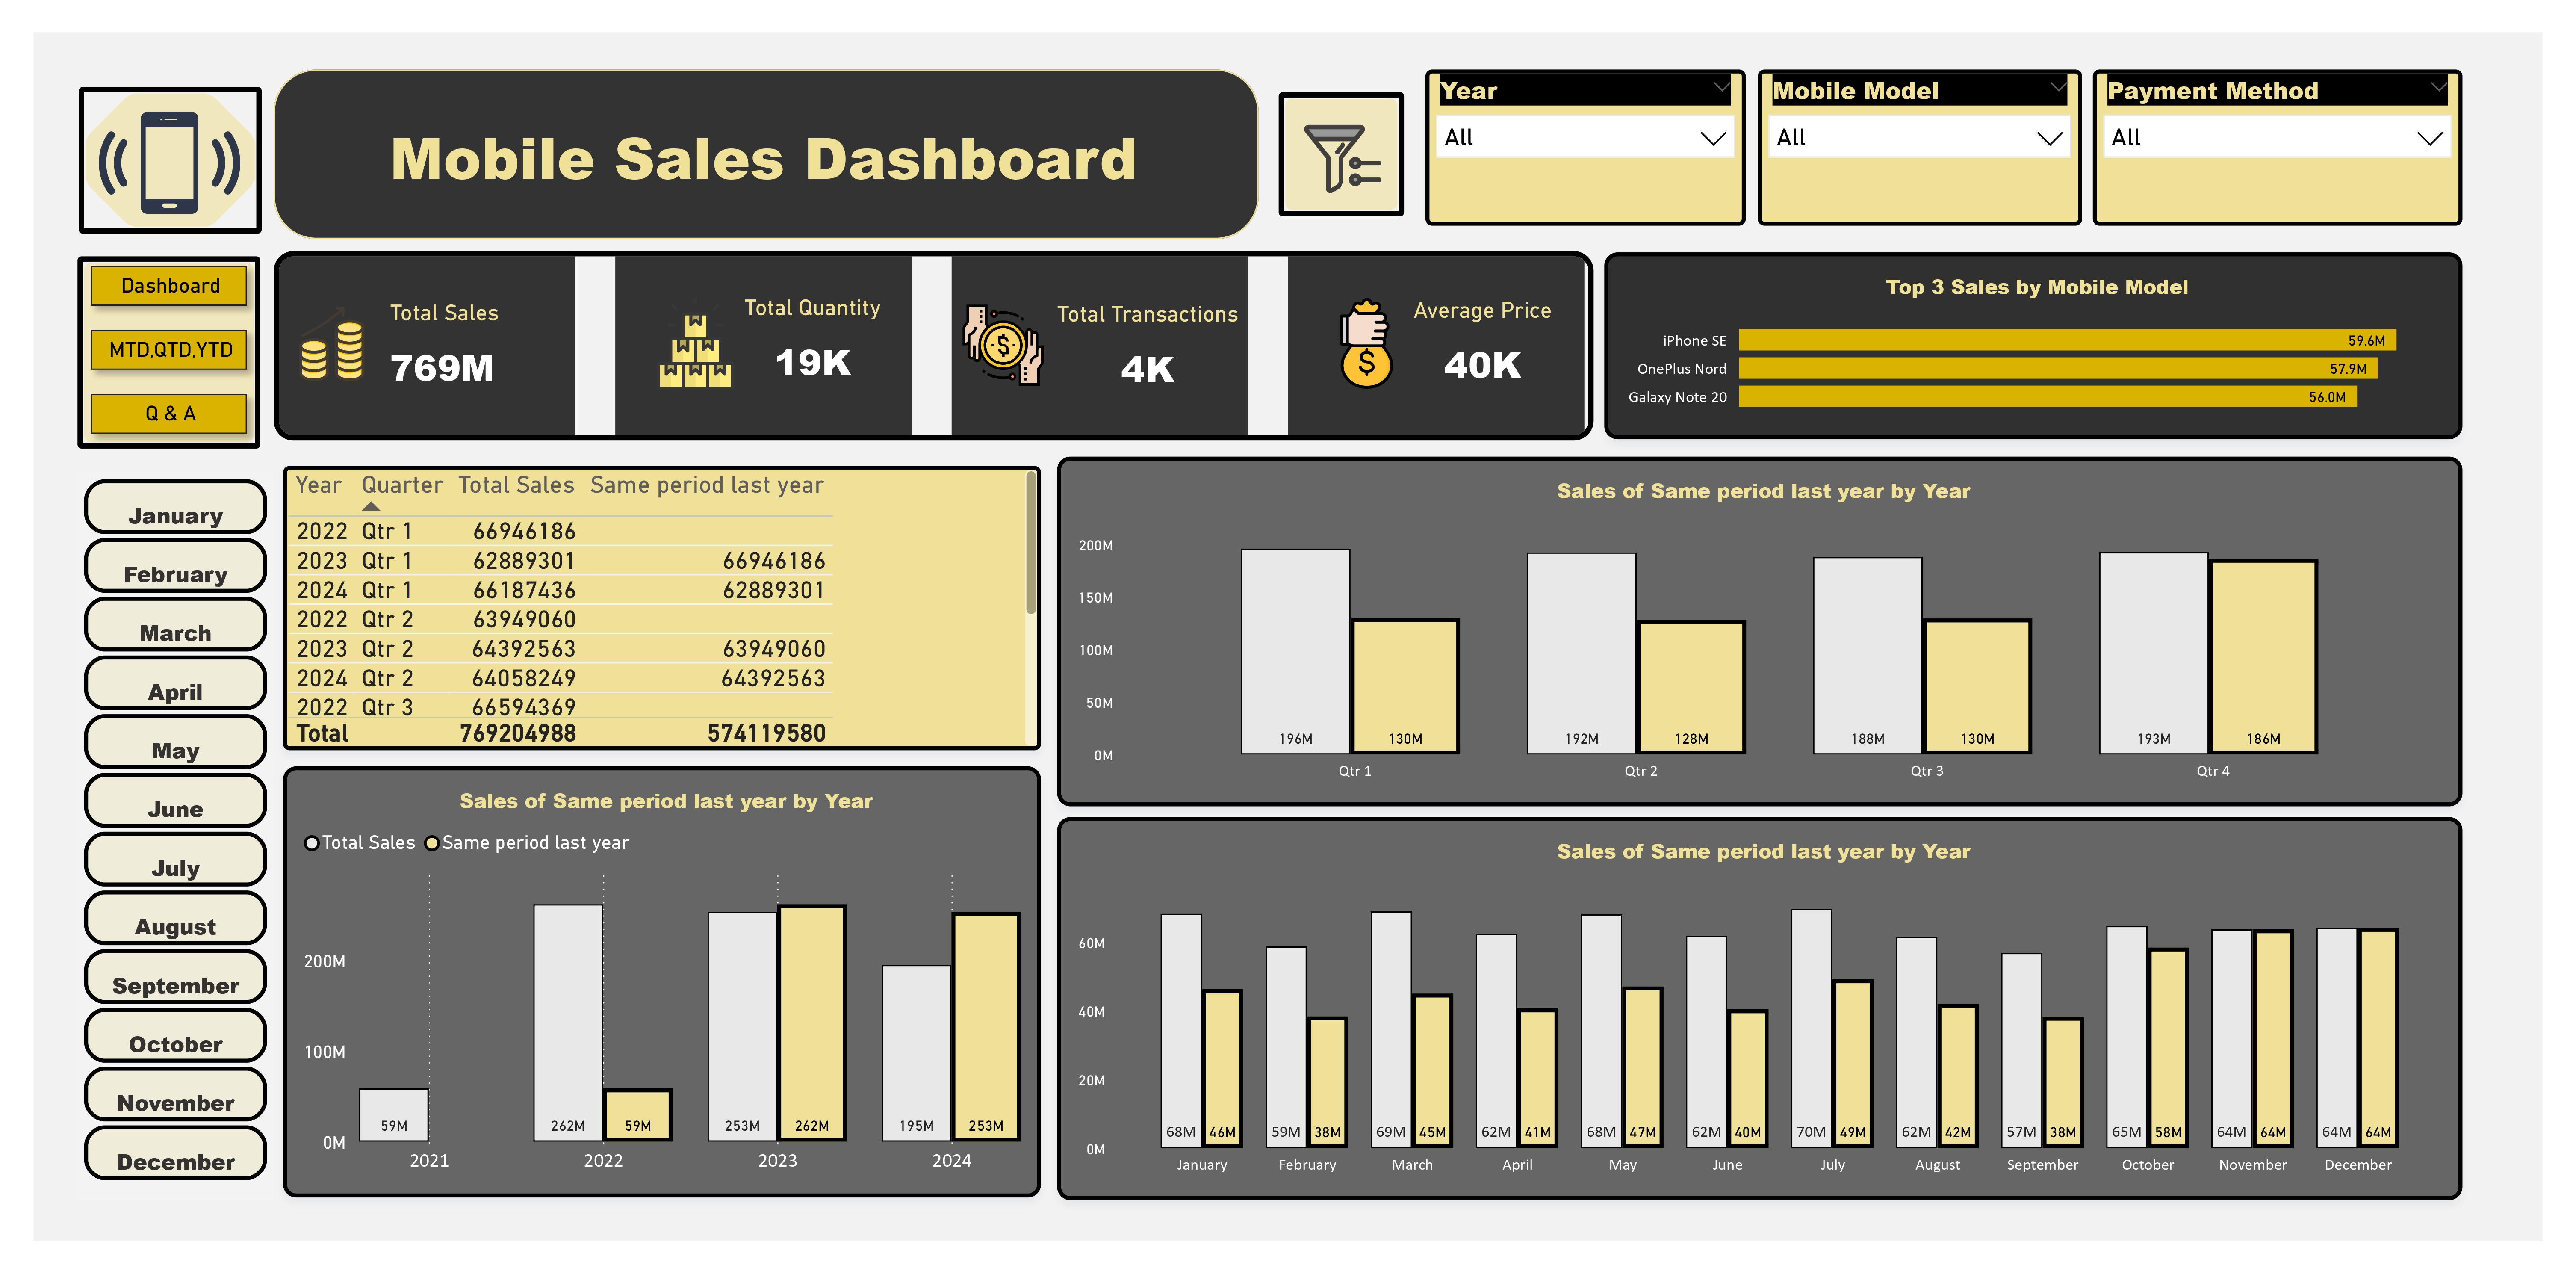 Mobile Sales Dashboard
Year
All
Mobile Model
All
Payment Method
All
Dashboard
MTD,QTD,YTD
Q & A
Total Sales
769M
Total Quantity
19K
Total Transactions
4K
Average Price
40K
Top 3 Sales by Mobile Model
iPhone SE 59.6M
OnePlus Nord 57.9M
Galaxy Note 20 56.0M
January
February
March
April
May
June
July
August
September
October
November
December
Year Quarter Total Sales Same period last year
2022 Qtr 1 66946186
2023 Qtr 1 62889301 66946186
2024 Qtr 1 66187436 62889301
2022 Qtr 2 63949060
2023 Qtr 2 64392563 63949060
2024 Qtr 2 64058249 64392563
2022 Qtr 3 66594369
Total 769204988 574119580
Sales of Same period last year by Year
200M
150M
100M
50M
0M
196M 130M 192M 128M 188M 130M 193M 186M
Qtr 1 Qtr 2 Qtr 3 Qtr 4
Sales of Same period last year by Year
Total Sales Same period last year
200M
100M
0M
59M 262M 59M 253M 262M 195M 253M
2021 2022 2023 2024
Sales of Same period last year by Year
60M
40M
20M
0M
68M 46M 59M 38M 69M 45M 62M 41M 68M 47M 62M 40M 70M 49M 62M 42M 57M 38M 65M 58M 64M 64M 64M 64M
January February March April May June July August September October November December